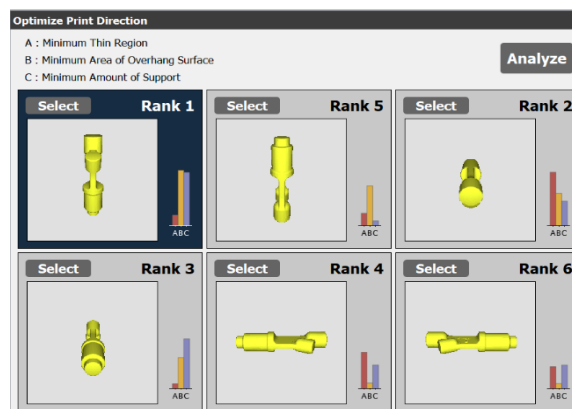 Optimize Print Direction
A : Minimum Thin Region
B : Minimum Area of Overhang Surface
C : Minimum Amount of Support
Analyze
Select Rank 1
ABC
Select Rank 5
ABC
Select Rank 2
ABC
Select Rank 3
ABC
Select Rank 4
ABC
Select Rank 6
ABC